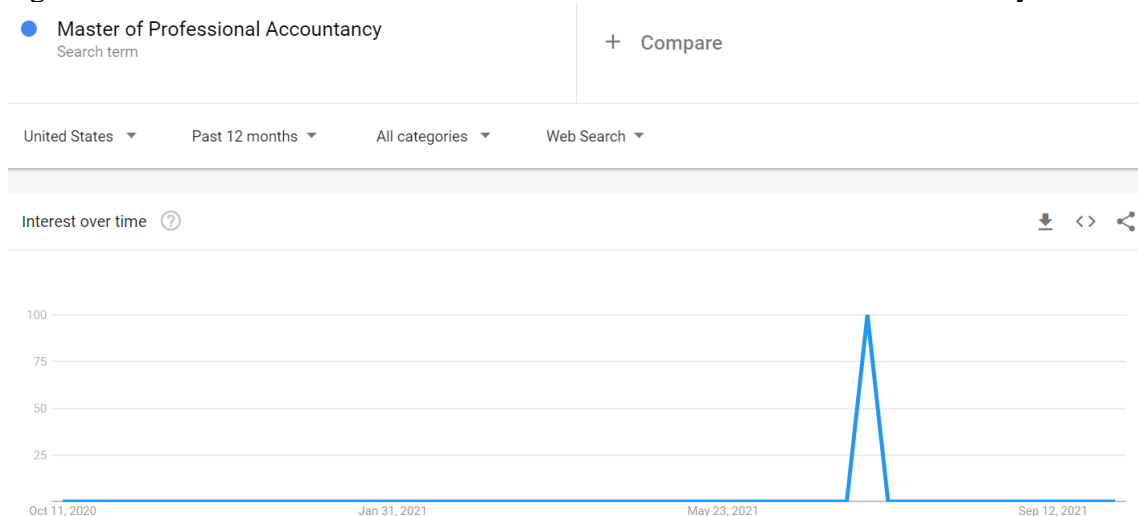 Master of Professional Accountancy
Search term
+ Compare
United States
Past 12 months
All categories
Web Search
Interest over time ?
100
75
50
25
Oct 11, 2020 Jan 31, 2021 May 23, 2021 Sep 12, 2021